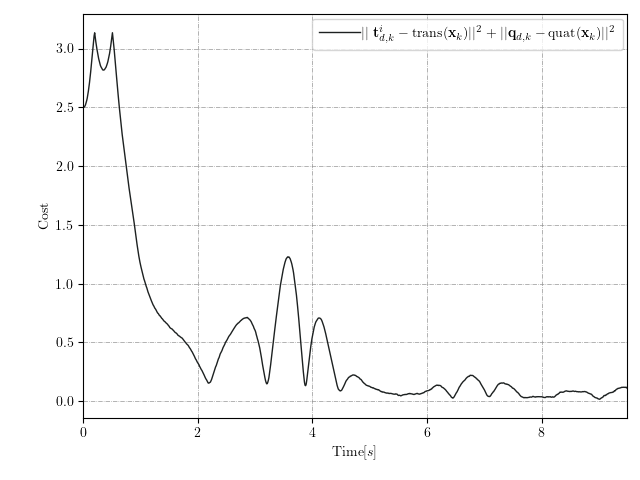 || t^i_{d,k} − trans(x_k)||^2 + ||q_{d,k} − quat(x_k)||^2
3.0
2.5
2.0
1.5
1.0
0.5
0.0
Cost
0 2 4 6 8
Time[s]